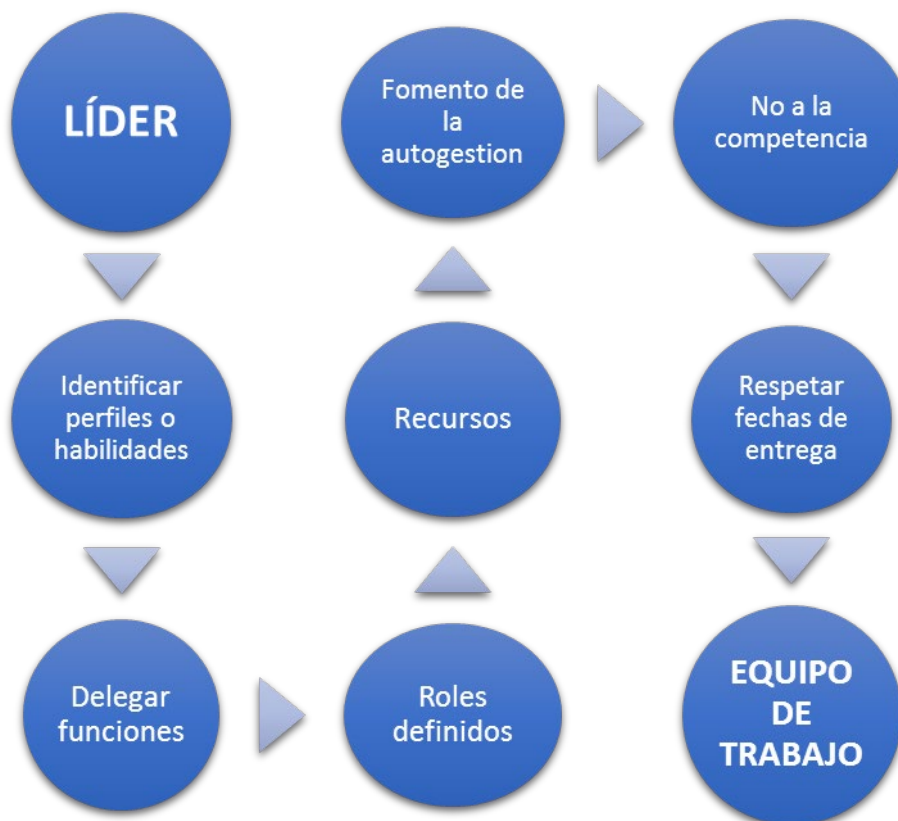 LÍDER
Identificar
perfiles o
habilidades
Delegar
funciones
Roles
definidos
Recursos
Fomento de
la
autogestion
No a la
competencia
Respetar
fechas de
entrega
EQUIPO
DE
TRABAJO